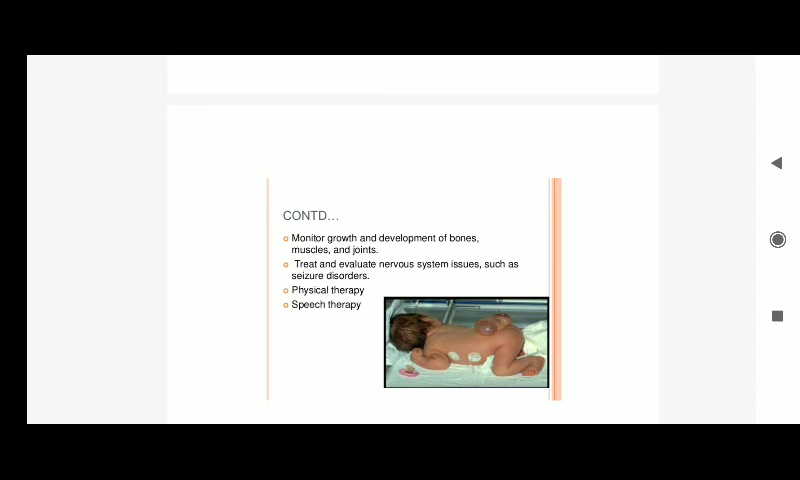 CONTD...
Monitor growth and development of bones,
muscles, and joints.
Treat and evaluate nervous system issues, such as
seizure disorders.
Physical therapy
Speech therapy